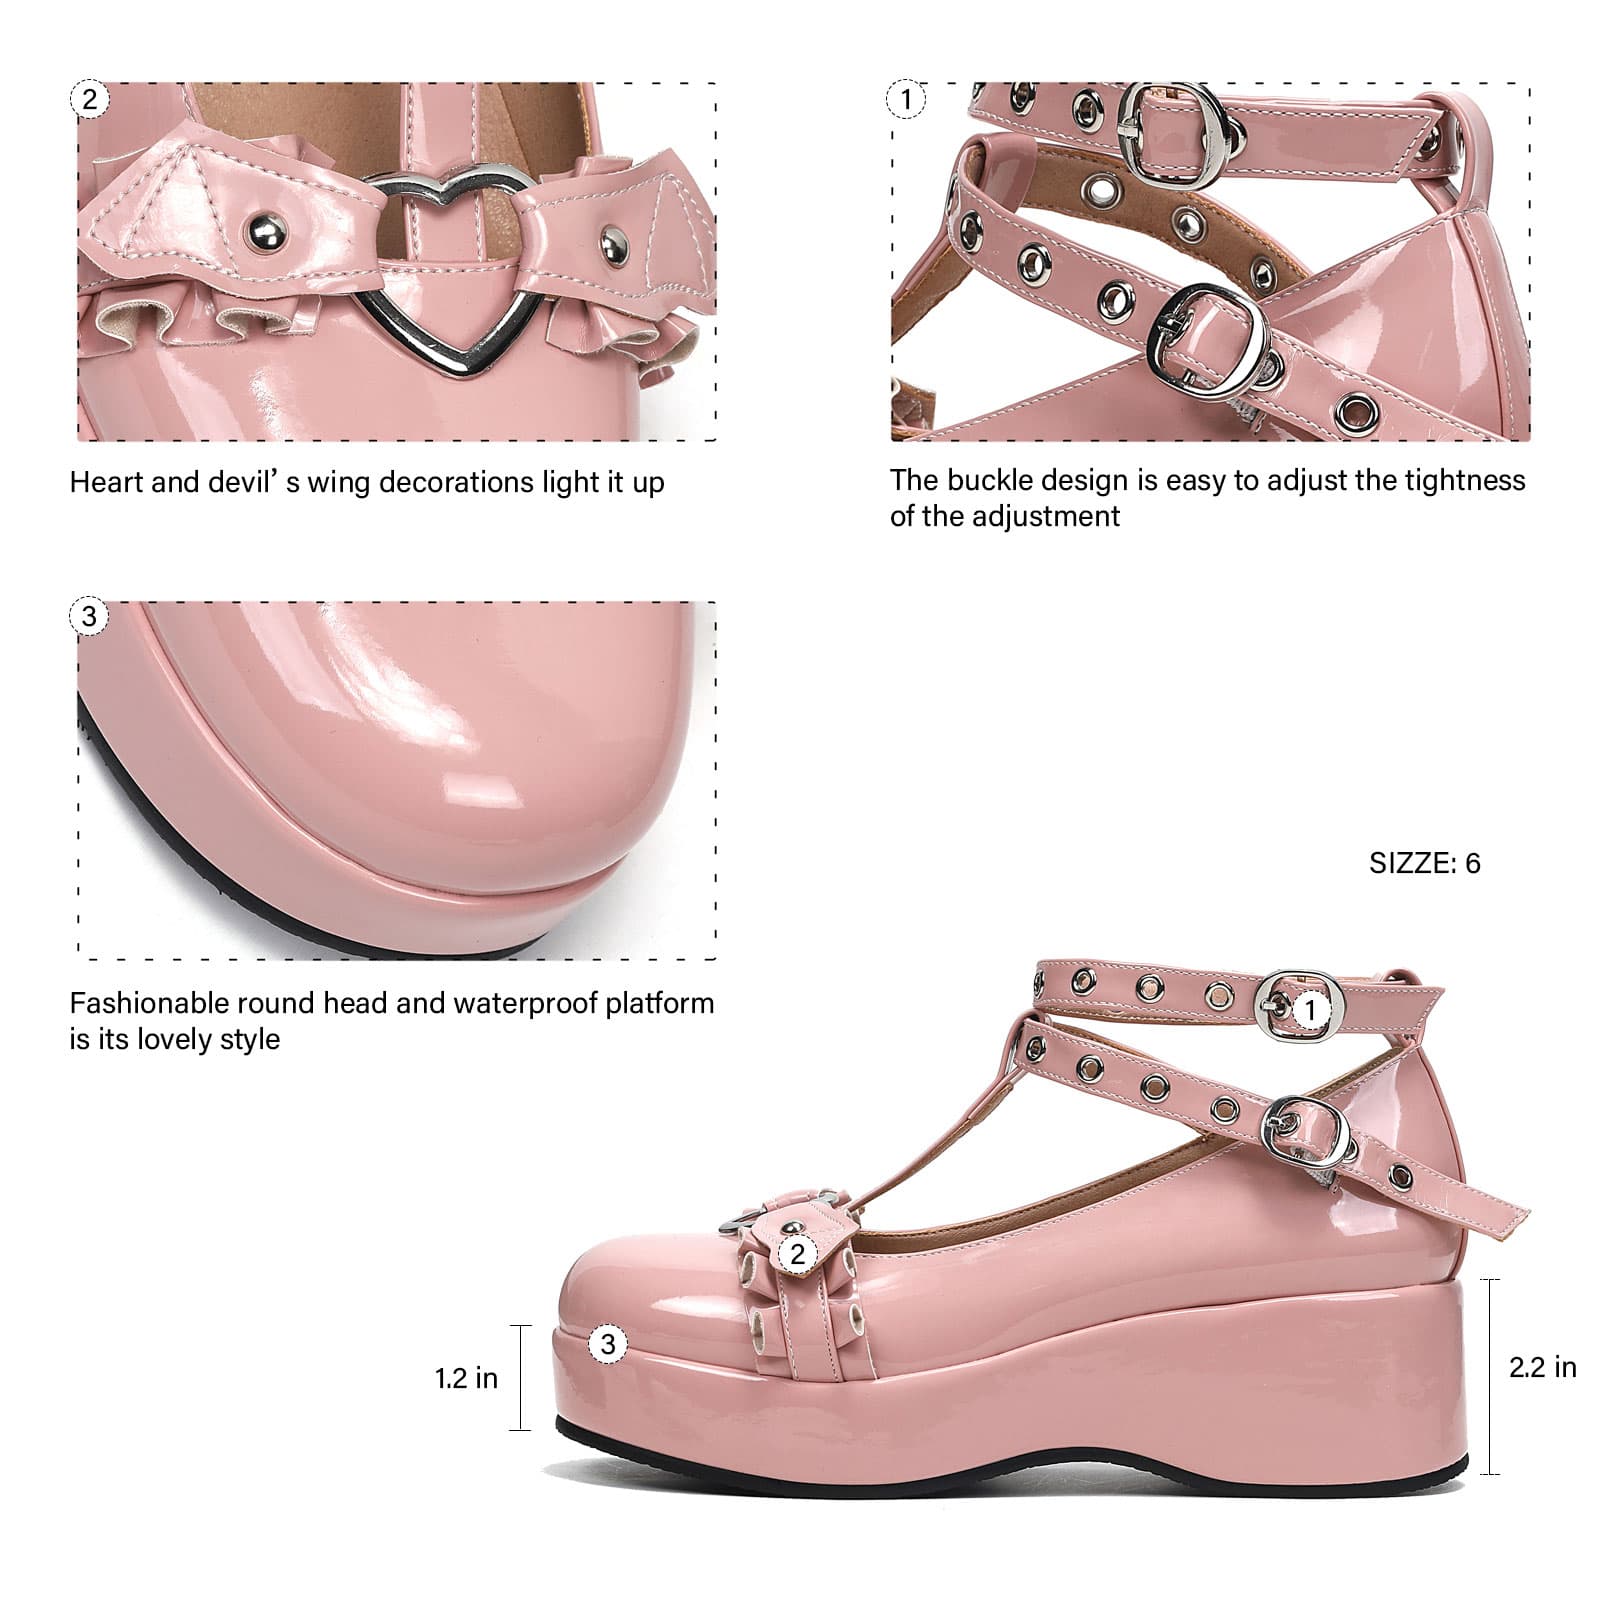 2
Heart and devil’ s wing decorations light it up
1
The buckle design is easy to adjust the tightness
of the adjustment
3
Fashionable round head and waterproof platform
is its lovely style
SIZZE: 6
1
2
3
1.2 in
2.2 in